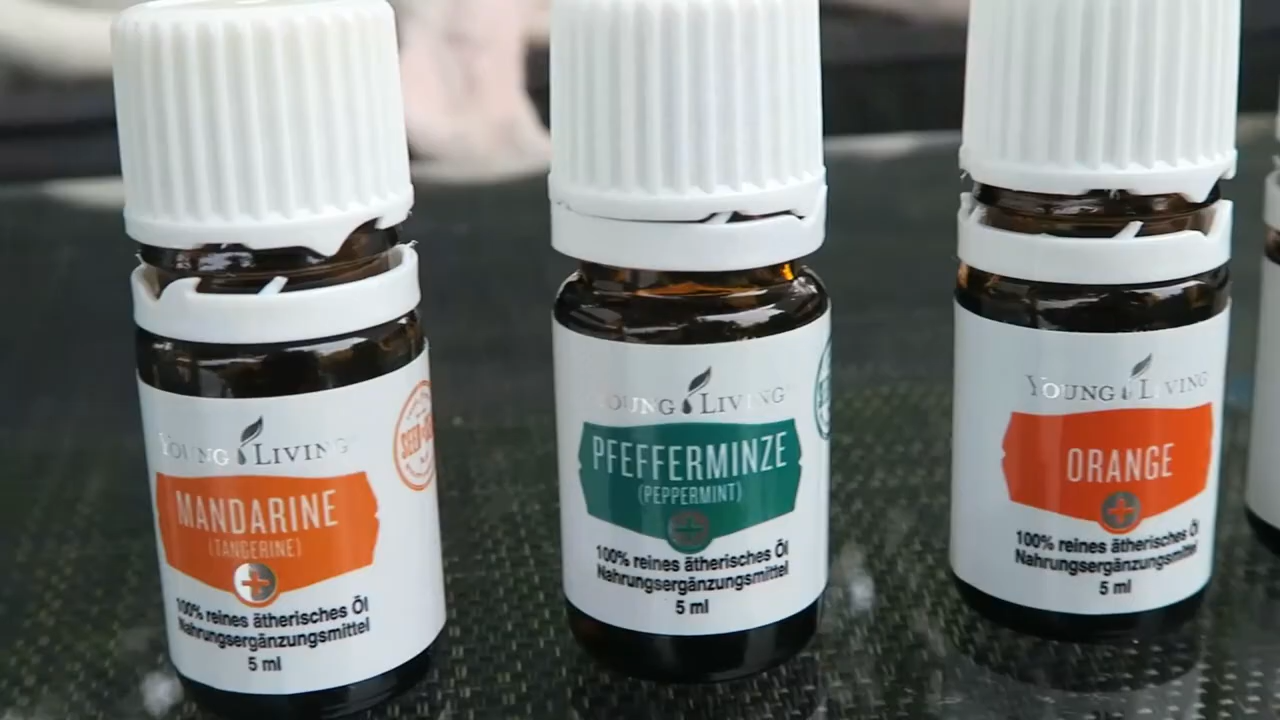 YOUNG LIVING
MANDARINE
(TANGERINE)
100% reines ätherisches Öl
Nahrungsergänzungsmittel
5 ml
YOUNG LIVING
PFEFFERMINZE
(PEPPERMINT)
100% reines ätherisches Öl
Nahrungsergänzungsmittel
5 ml
YOUNG LIVING
ORANGE
100% reines ätherisches Öl
Nahrungsergänzungsmittel
5 ml